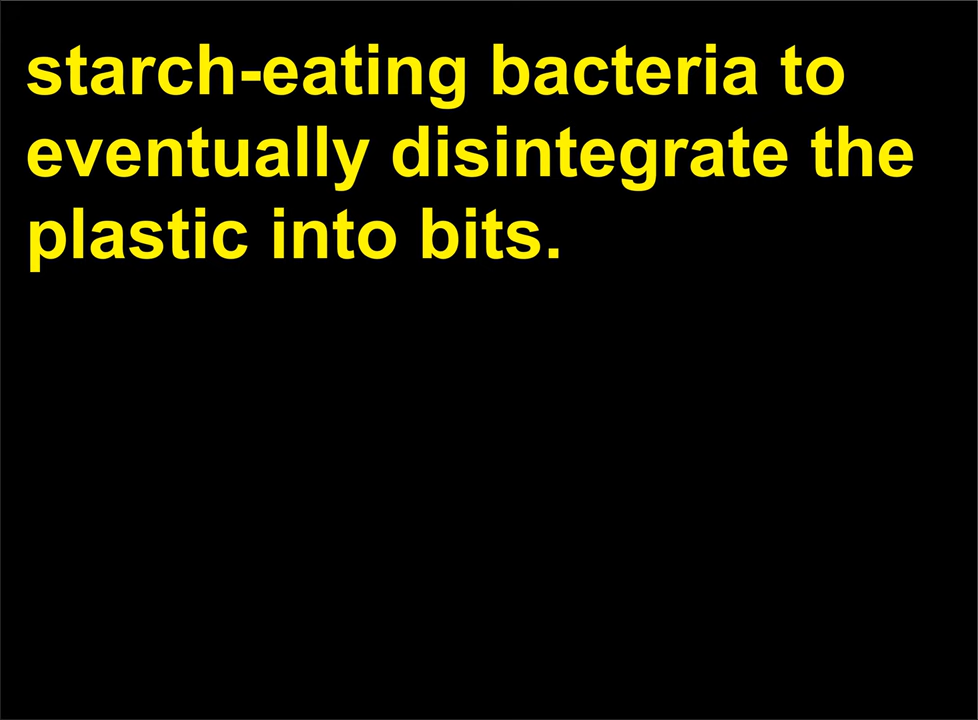 starch-eating bacteria to
eventually disintegrate the
plastic into bits.